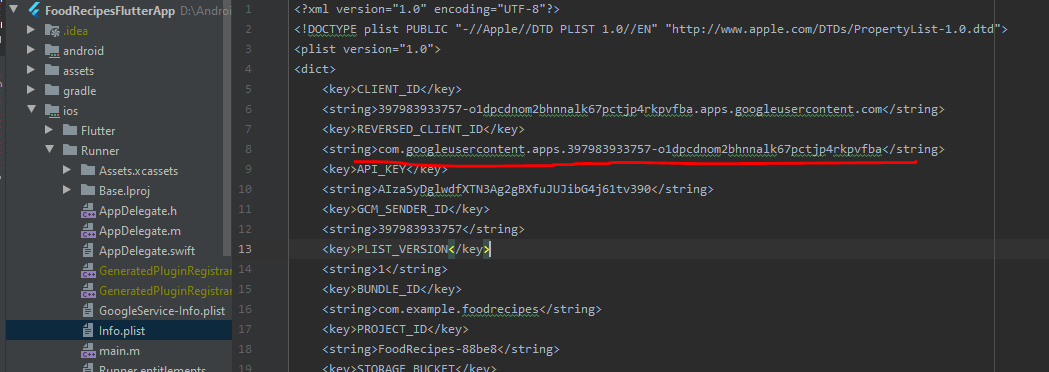 FoodRecipesFlutterApp D:\Andro
.idea
android
assets
gradle
ios
Flutter
Runner
Assets.xcassets
Base.lproj
AppDelegate.h
AppDelegate.m
AppDelegate.swift
GeneratedPluginRegistran
GeneratedPluginRegistran
GoogleService-Info.plist
Info.plist
main.m
Runner.entitlements
1 <?xml version="1.0" encoding="UTF-8"?>
2 <!DOCTYPE plist PUBLIC "-//Apple//DTD PLIST 1.0//EN" "http://www.apple.com/DTDs/PropertyList-1.0.dtd">
3 <plist version="1.0">
4 <dict>
5 <key>CLIENT_ID</key>
6 <string>397983933757-o1dpcdnom2bhnnalk67pctjp4rkpvfba.apps.googleusercontent.com</string>
7 <key>REVERSED_CLIENT_ID</key>
8 <string>com.googleusercontent.apps.397983933757-o1dpcdnom2bhnnalk67pctjp4rkpvfba</string>
9 <key>API_KEY</key>
10 <string>AIzaSyDglwdfXTN3Ag2gBXfuJUJibG4j61tv390</string>
11 <key>GCM_SENDER_ID</key>
12 <string>397983933757</string>
13 <key>PLIST_VERSION</key>
14 <string>1</string>
15 <key>BUNDLE_ID</key>
16 <string>com.example.foodrecipes</string>
17 <key>PROJECT_ID</key>
18 <string>FoodRecipes-88be8</string>
19 <key>STORAGE_BUCKET</key>